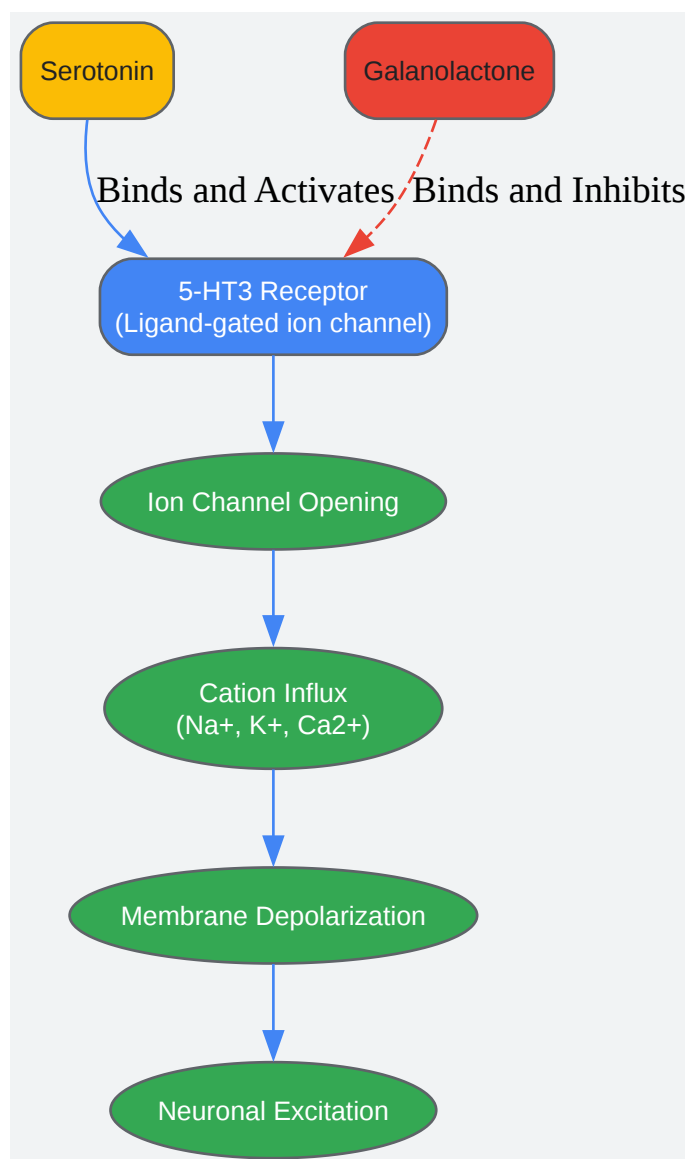 Serotonin
Galanolactone
Binds and Activates
Binds and Inhibits
5-HT3 Receptor
(Ligand-gated ion channel)
Ion Channel Opening
Cation Influx
(Na+, K+, Ca2+)
Membrane Depolarization
Neuronal Excitation